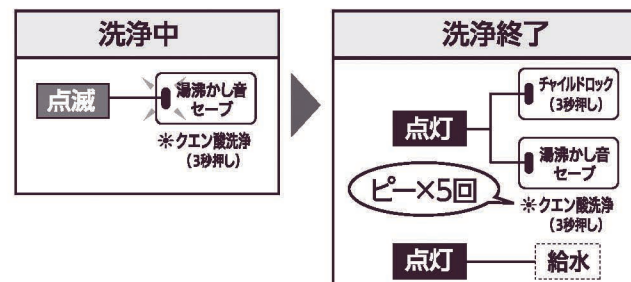 洗浄中
点滅
湯沸かし音
セーブ
✳クエン酸洗浄
(3秒押し)
洗浄終了
チャイルドロック
(3秒押し)
点灯
湯沸かし音
セーブ
ピー×5回
✳クエン酸洗浄
(3秒押し)
点灯
給水